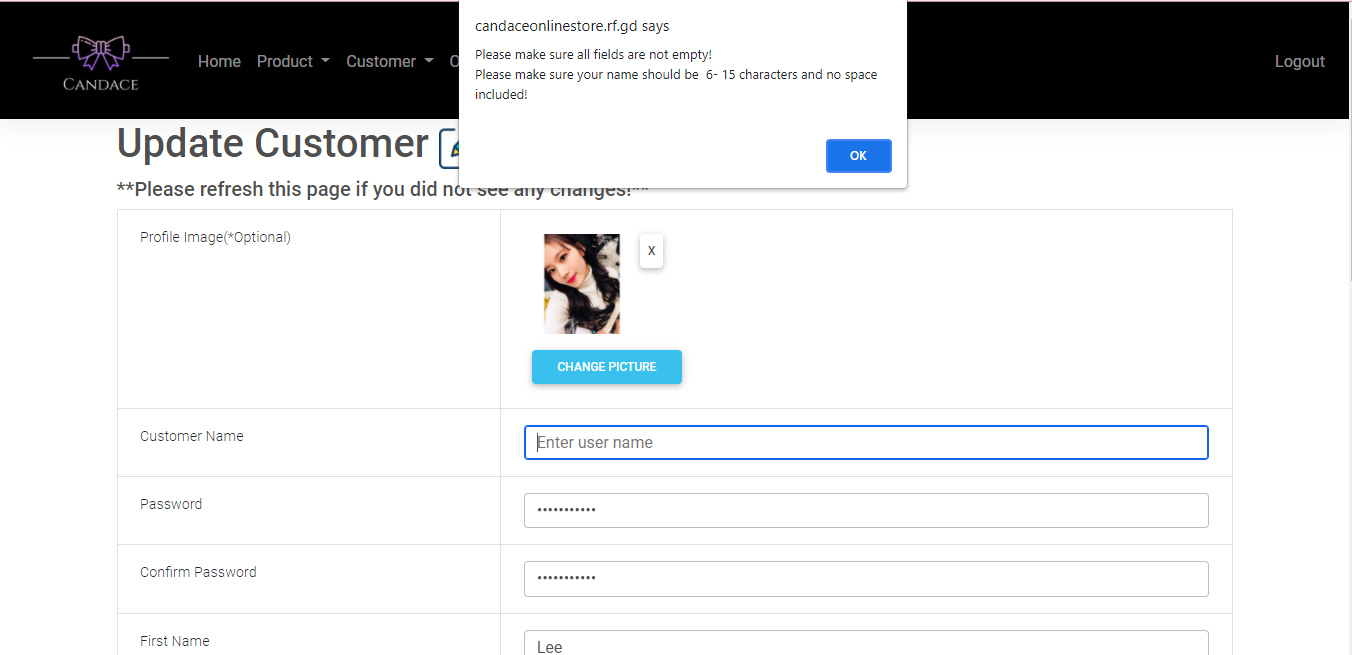 candaceonlinestore.rf.gd says
Please make sure all fields are not empty!
Please make sure your name should be  6- 15 characters and no space
included!
OK
CANDACE
Home Product Customer O
Logout
Update Customer
**Please refresh this page if you did not see any changes!**
Profile Image(*Optional)
X
CHANGE PICTURE
Customer Name
Enter user name
Password
•••••••••••
Confirm Password
•••••••••••
First Name
Lee